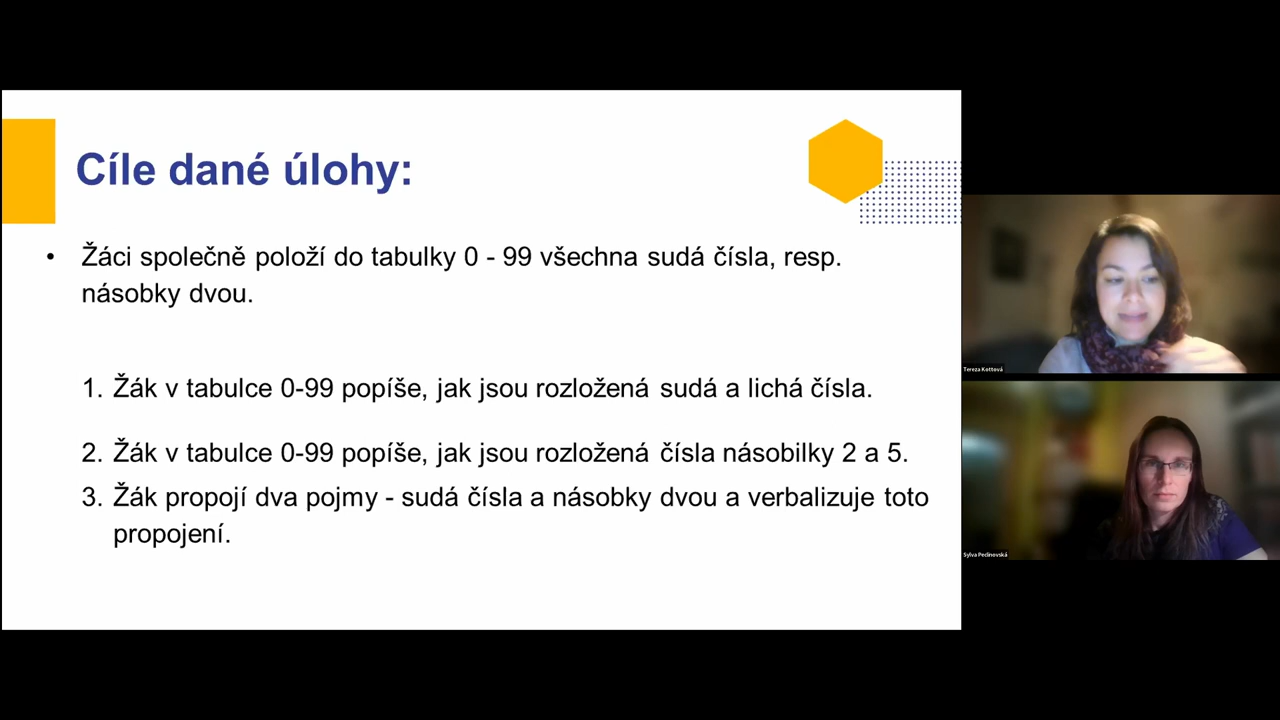 Cíle dané úlohy:
• Žáci společně položí do tabulky 0 - 99 všechna sudá čísla, resp.
násobky dvou.
1. Žák v tabulce 0-99 popíše, jak jsou rozložená sudá a lichá čísla.
2. Žák v tabulce 0-99 popíše, jak jsou rozložená čísla násobilky 2 a 5.
3. Žák propojí dva pojmy - sudá čísla a násobky dvou a verbalizuje toto
propojení.
Tereza Kottová
Sylva Pecinovská